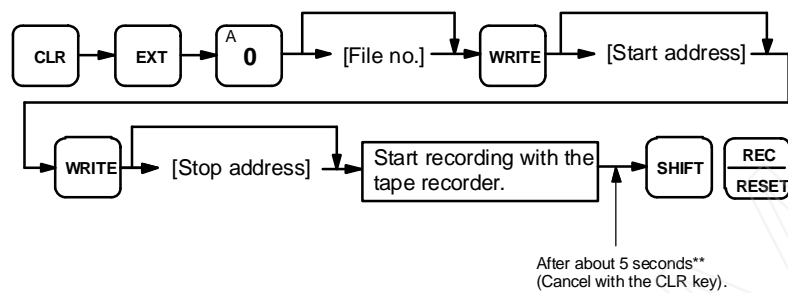 CLR EXT A 0 [File no.] WRITE [Start address]
WRITE [Stop address] Start recording with the
tape recorder. SHIFT REC
RESET
After about 5 seconds**
(Cancel with the CLR key).